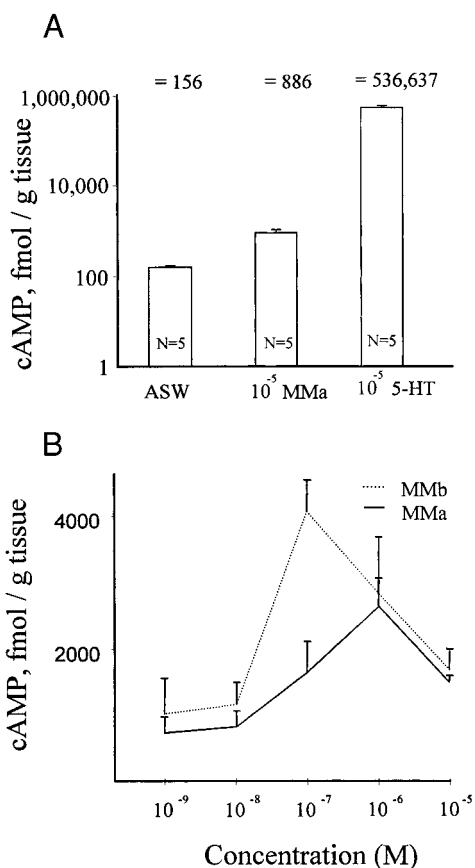 A
= 156 = 886 = 536,637
1,000,000
10,000
100
1
cAMP, fmol / g tissue
N=5 N=5 N=5
ASW 10⁻⁵ MMa 10⁻⁵ 5-HT
B
MMb
MMa
4000
2000
cAMP, fmol / g tissue
10⁻⁹ 10⁻⁸ 10⁻⁷ 10⁻⁶ 10⁻⁵
Concentration (M)